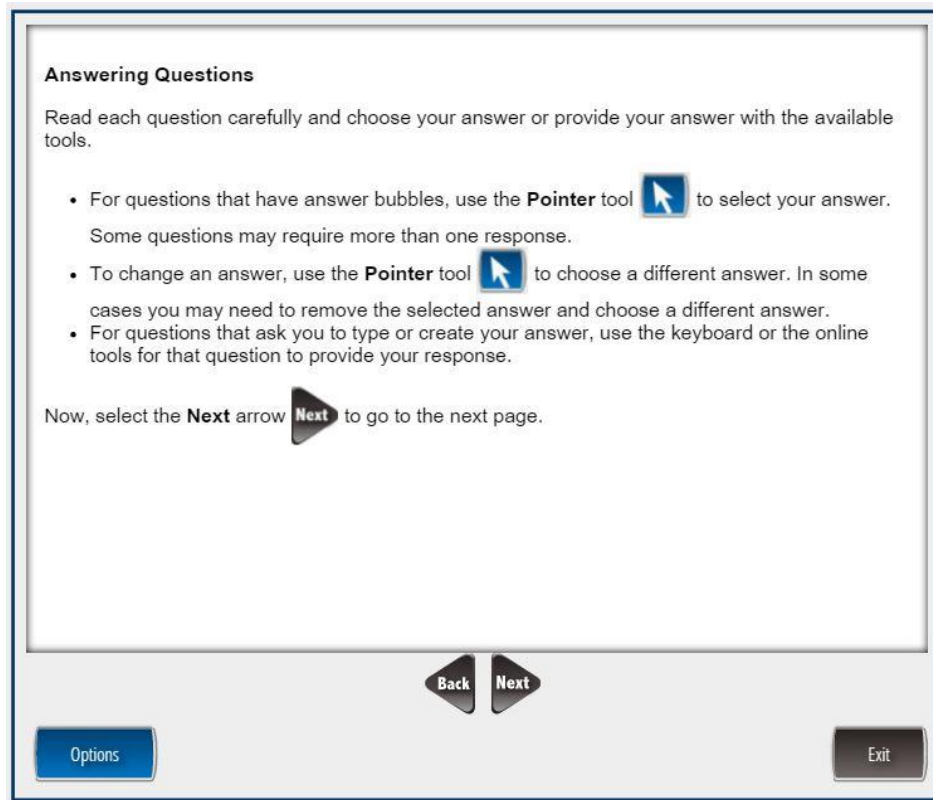 Answering Questions
Read each question carefully and choose your answer or provide your answer with the available
tools.
• For questions that have answer bubbles, use the Pointer tool to select your answer.
Some questions may require more than one response.
• To change an answer, use the Pointer tool to choose a different answer. In some
cases you may need to remove the selected answer and choose a different answer.
• For questions that ask you to type or create your answer, use the keyboard or the online
tools for that question to provide your response.
Now, select the Next arrow Next to go to the next page.
Back Next
Options Exit